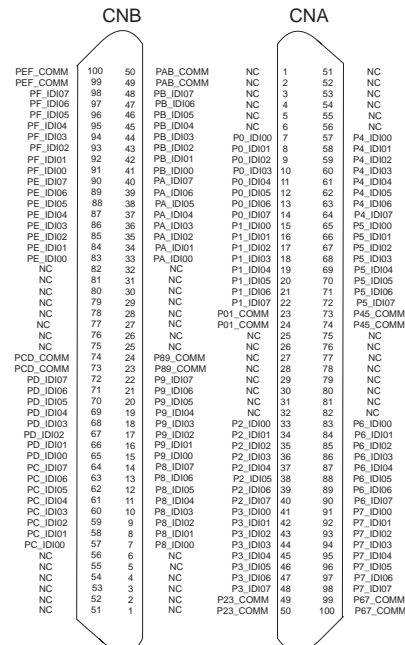 CNB CNA
PEF_COMM 100 50 PAB_COMM NC 1 51 NC
PEF_COMM 99 49 PAB_COMM NC 2 52 NC
PF_IDI07 98 48 PB_IDI07 NC 3 53 NC
PF_IDI06 97 47 PB_IDI06 NC 4 54 NC
PF_IDI05 96 46 PB_IDI05 NC 5 55 NC
PF_IDI04 95 45 PB_IDI04 NC 6 56 NC
PF_IDI03 94 44 PB_IDI03 P0_IDI00 7 57 P4_IDI00
PF_IDI02 93 43 PB_IDI02 P0_IDI01 8 58 P4_IDI01
PF_IDI01 92 42 PB_IDI01 P0_IDI02 9 59 P4_IDI02
PF_IDI00 91 41 PB_IDI00 P0_IDI03 10 60 P4_IDI03
PE_IDI07 90 40 PA_IDI07 P0_IDI04 11 61 P4_IDI04
PE_IDI06 89 39 PA_IDI06 P0_IDI05 12 62 P4_IDI05
PE_IDI05 88 38 PA_IDI05 P0_IDI06 13 63 P4_IDI06
PE_IDI04 87 37 PA_IDI04 P0_IDI07 14 64 P4_IDI07
PE_IDI03 86 36 PA_IDI03 P1_IDI00 15 65 P5_IDI00
PE_IDI02 85 35 PA_IDI02 P1_IDI01 16 66 P5_IDI01
PE_IDI01 84 34 PA_IDI01 P1_IDI02 17 67 P5_IDI02
PE_IDI00 83 33 PA_IDI00 P1_IDI03 18 68 P5_IDI03
NC 82 32 NC P1_IDI04 19 69 P5_IDI04
NC 81 31 NC P1_IDI05 20 70 P5_IDI05
NC 80 30 NC P1_IDI06 21 71 P5_IDI06
NC 79 29 NC P1_IDI07 22 72 P5_IDI07
NC 78 28 NC P01_COMM 23 73 P45_COMM
NC 77 27 NC P01_COMM 24 74 P45_COMM
NC 76 26 NC NC 25 75 NC
NC 75 25 NC NC 26 76 NC
PCD_COMM 74 24 P89_COMM NC 27 77 NC
PCD_COMM 73 23 P89_COMM NC 28 78 NC
PD_IDI07 72 22 P9_IDI07 NC 29 79 NC
PD_IDI06 71 21 P9_IDI06 NC 30 80 NC
PD_IDI05 70 20 P9_IDI05 NC 31 81 NC
PD_IDI04 69 19 P9_IDI04 NC 32 82 NC
PD_IDI03 68 18 P9_IDI03 P2_IDI00 33 83 P6_IDI00
PD_IDI02 67 17 P9_IDI02 P2_IDI01 34 84 P6_IDI01
PD_IDI01 66 16 P9_IDI01 P2_IDI02 35 85 P6_IDI02
PD_IDI00 65 15 P9_IDI00 P2_IDI03 36 86 P6_IDI03
PC_IDI07 64 14 P8_IDI07 P2_IDI04 37 87 P6_IDI04
PC_IDI06 63 13 P8_IDI06 P2_IDI05 38 88 P6_IDI05
PC_IDI05 62 12 P8_IDI05 P2_IDI06 39 89 P6_IDI06
PC_IDI04 61 11 P8_IDI04 P2_IDI07 40 90 P6_IDI07
PC_IDI03 60 10 P8_IDI03 P3_IDI00 41 91 P7_IDI00
PC_IDI02 59 9 P8_IDI02 P3_IDI01 42 92 P7_IDI01
PC_IDI01 58 8 P8_IDI01 P3_IDI02 43 93 P7_IDI02
PC_IDI00 57 7 P8_IDI00 P3_IDI03 44 94 P7_IDI03
NC 56 6 NC P3_IDI04 45 95 P7_IDI04
NC 55 5 NC P3_IDI05 46 96 P7_IDI05
NC 54 4 NC P3_IDI06 47 97 P7_IDI06
NC 53 3 NC P3_IDI07 48 98 P7_IDI07
NC 52 2 NC P23_COMM 49 99 P67_COMM
NC 51 1 NC P23_COMM 50 100 P67_COMM